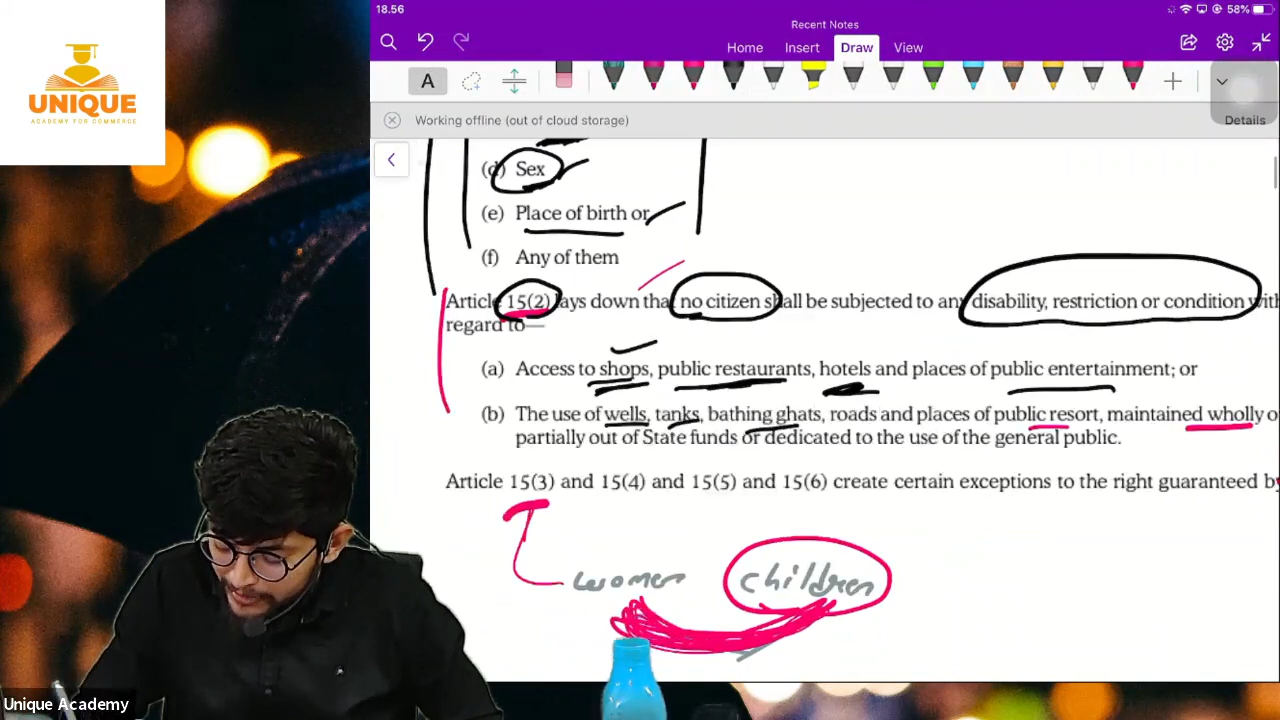 18.56
58%
UNIQUE
ACADEMY FOR COMMERCE
Recent Notes
Home Insert Draw View
A
Working offline (out of cloud storage)
Details
(d) Sex
(e) Place of birth or
(f) Any of them
Article 15(2) lays down that no citizen shall be subjected to any disability, restriction or condition with
regard to—
(a) Access to shops, public restaurants, hotels and places of public entertainment; or
(b) The use of wells, tanks, bathing ghats, roads and places of public resort, maintained wholly o
partially out of State funds or dedicated to the use of the general public.
Article 15(3) and 15(4) and 15(5) and 15(6) create certain exceptions to the right guaranteed by
women children
Unique Academy